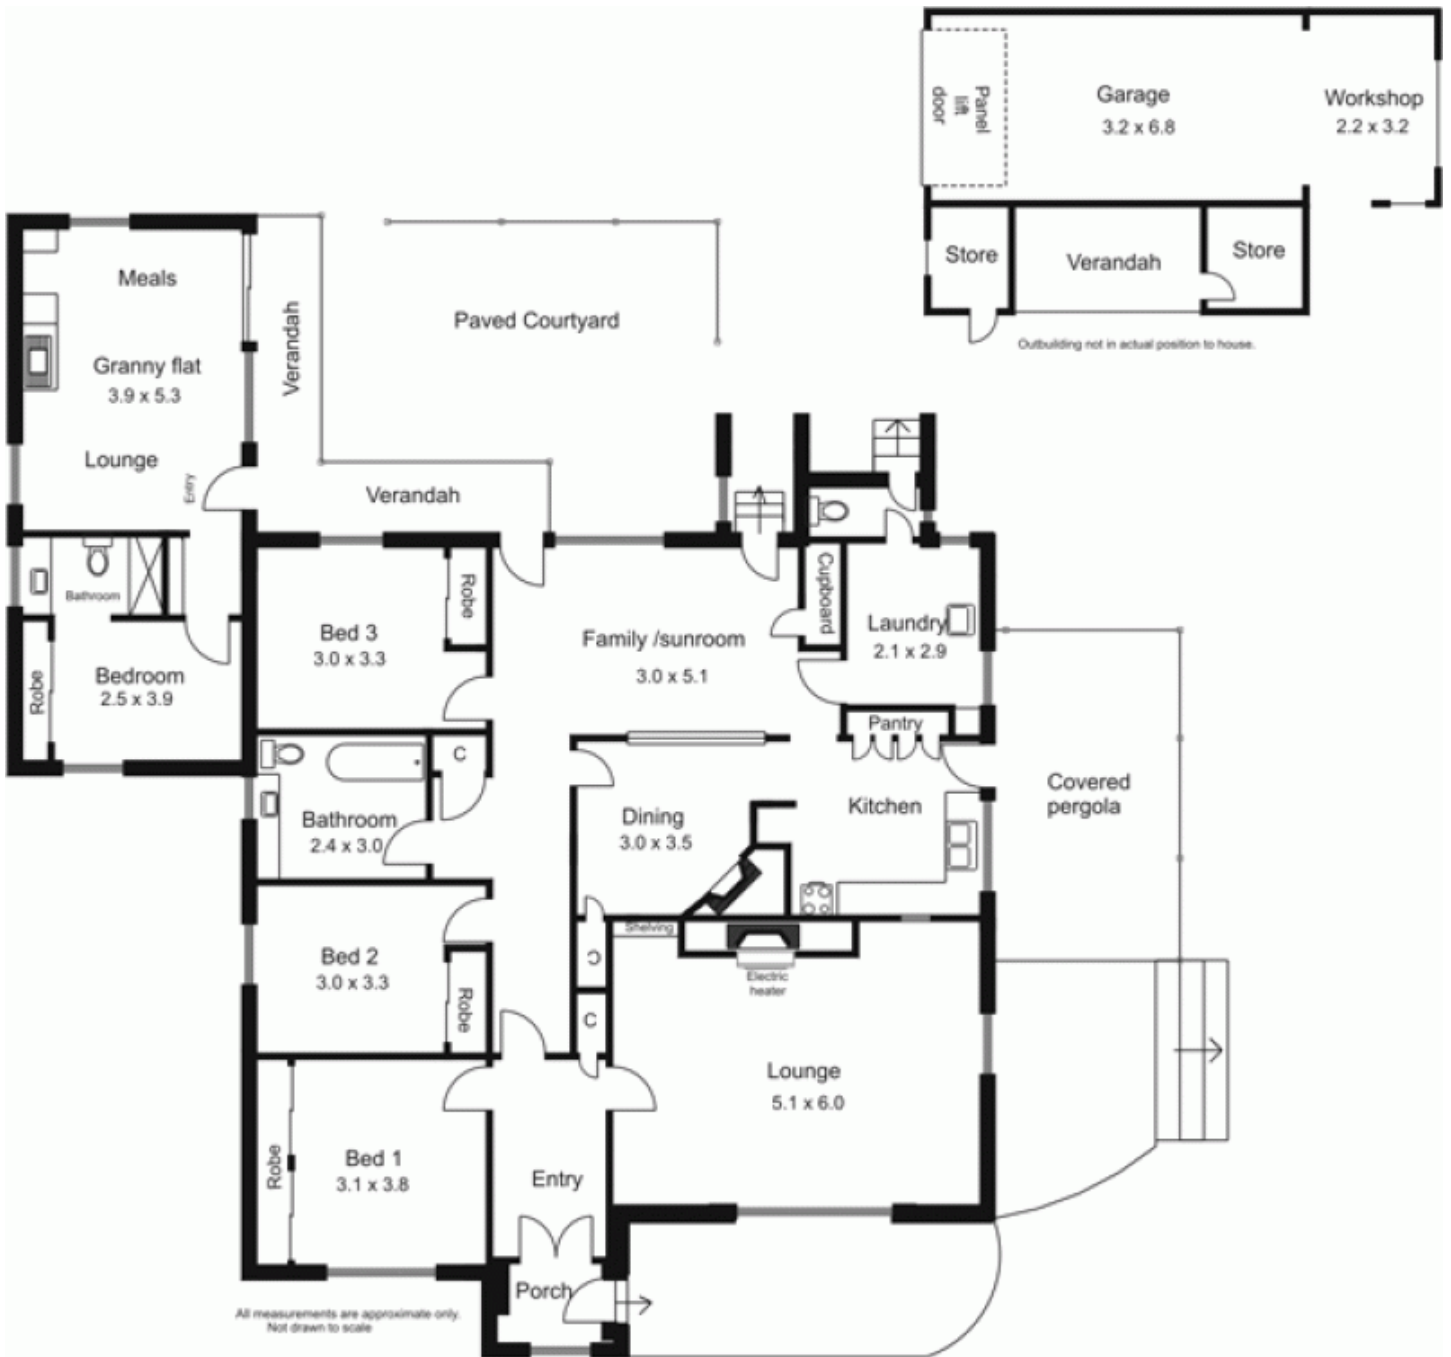 Panel
lift
door
Garage
3.2 x 6.8
Workshop
2.2 x 3.2
Store
Verandah
Store
Outbuilding not in actual position to house.
Meals
Granny flat
3.9 x 5.3
Lounge
Entry
Verandah
Paved Courtyard
Verandah
Bathroom
Robe
Bedroom
2.5 x 3.9
Bed 3
3.0 x 3.3
Robe
Family /sunroom
3.0 x 5.1
Cupboard
Laundry
2.1 x 2.9
Pantry
C
Bathroom
2.4 x 3.0
Dining
3.0 x 3.5
Kitchen
Covered
pergola
Bed 2
3.0 x 3.3
Robe
Shelving
C
C
Electric
heater
Lounge
5.1 x 6.0
Robe
Bed 1
3.1 x 3.8
Entry
Porch
All measurements are approximate only.
Not drawn to scale